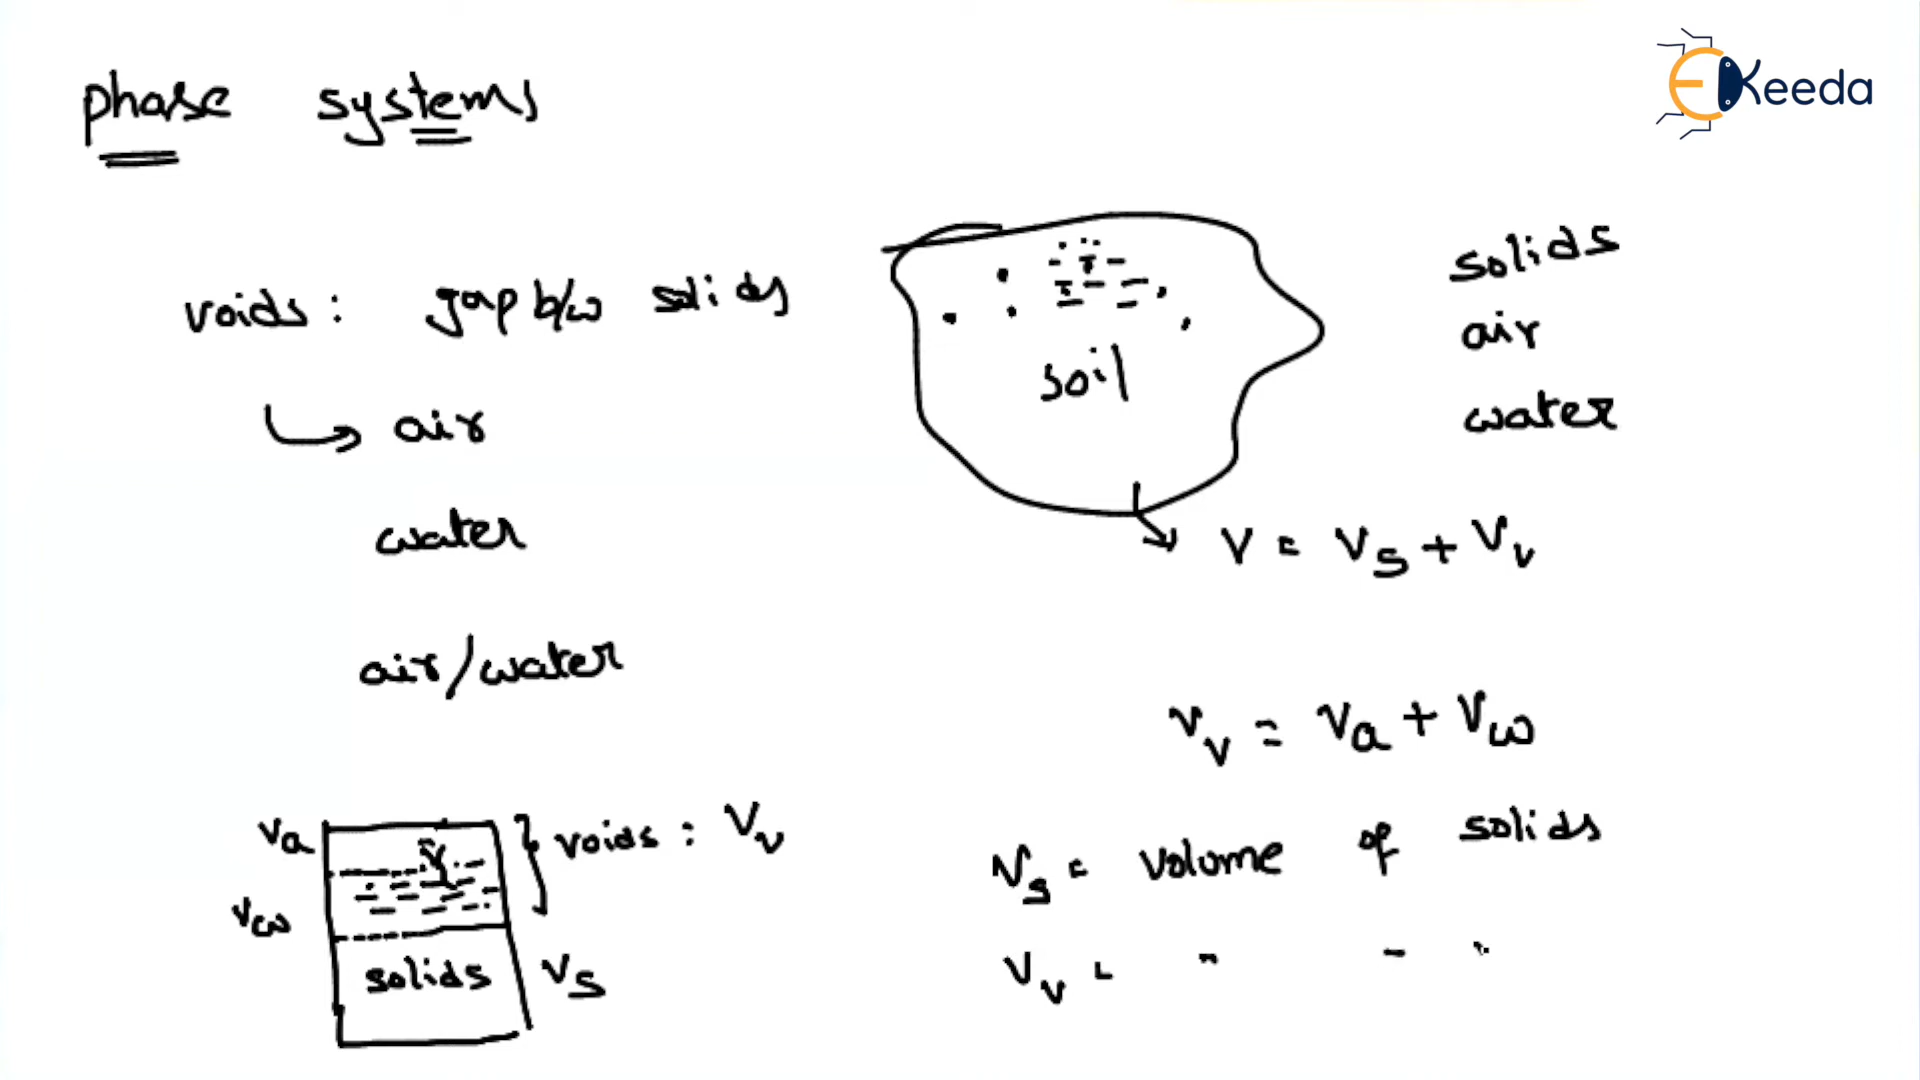 EKeeda
phase systems
voids : gap b/w solids
↳ air
water
air/water
soil
solids
air
water
V = Vs + Vv
Vv = Va + Vw
Vs = volume of solids
Vv = " - "
Va
Vw
voids : Vv
solids
Vs